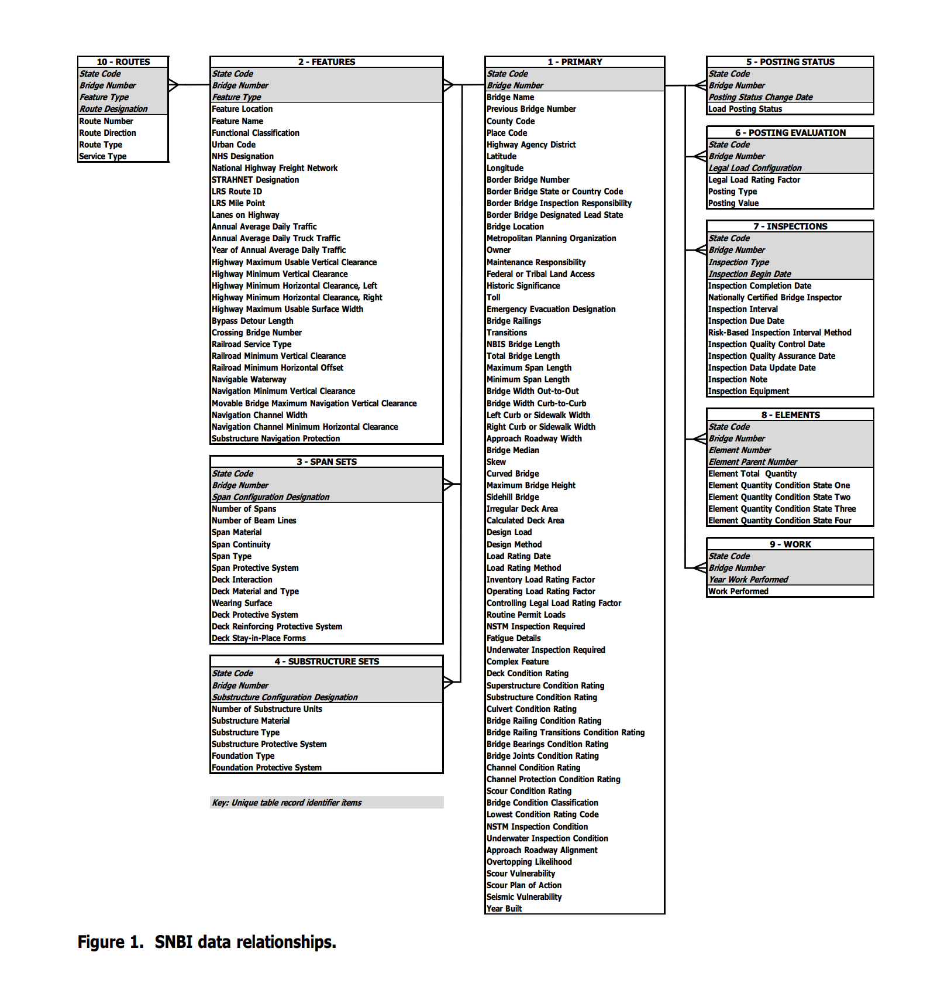 10 - ROUTES
State Code
Bridge Number
Feature Type
Route Designation
Route Number
Route Direction
Route Type
Service Type
2 - FEATURES
State Code
Bridge Number
Feature Type
Feature Location
Feature Name
Functional Classification
Urban Code
NHS Designation
National Highway Freight Network
STRAHNET Designation
LRS Route ID
LRS Mile Point
Lanes on Highway
Annual Average Daily Traffic
Annual Average Daily Truck Traffic
Year of Annual Average Daily Traffic
Highway Maximum Usable Vertical Clearance
Highway Minimum Vertical Clearance
Highway Minimum Horizontal Clearance, Left
Highway Minimum Horizontal Clearance, Right
Highway Maximum Usable Surface Width
Bypass Detour Length
Crossing Bridge Number
Railroad Service Type
Railroad Minimum Vertical Clearance
Railroad Minimum Horizontal Offset
Navigable Waterway
Navigation Minimum Vertical Clearance
Movable Bridge Maximum Navigation Vertical Clearance
Navigation Channel Width
Navigation Channel Minimum Horizontal Clearance
Substructure Navigation Protection
3 - SPAN SETS
State Code
Bridge Number
Span Configuration Designation
Number of Spans
Number of Beam Lines
Span Material
Span Continuity
Span Type
Span Protective System
Deck Interaction
Deck Material and Type
Wearing Surface
Deck Protective System
Deck Reinforcing Protective System
Deck Stay-in-Place Forms
4 - SUBSTRUCTURE SETS
State Code
Bridge Number
Substructure Configuration Designation
Number of Substructure Units
Substructure Material
Substructure Type
Substructure Protective System
Foundation Type
Foundation Protective System
Key: Unique table record identifier items
1 - PRIMARY
State Code
Bridge Number
Bridge Name
Previous Bridge Number
County Code
Place Code
Highway Agency District
Latitude
Longitude
Border Bridge Number
Border Bridge State or Country Code
Border Bridge Inspection Responsibility
Border Bridge Designated Lead State
Bridge Location
Metropolitan Planning Organization
Owner
Maintenance Responsibility
Federal or Tribal Land Access
Historic Significance
Toll
Emergency Evacuation Designation
Bridge Railings
Transitions
NBIS Bridge Length
Total Bridge Length
Maximum Span Length
Minimum Span Length
Bridge Width Out-to-Out
Bridge Width Curb-to-Curb
Left Curb or Sidewalk Width
Right Curb or Sidewalk Width
Approach Roadway Width
Bridge Median
Skew
Curved Bridge
Maximum Bridge Height
Sidehill Bridge
Irregular Deck Area
Calculated Deck Area
Design Load
Design Method
Load Rating Date
Load Rating Method
Inventory Load Rating Factor
Operating Load Rating Factor
Controlling Legal Load Rating Factor
Routine Permit Loads
NSTM Inspection Required
Fatigue Details
Underwater Inspection Required
Complex Feature
Deck Condition Rating
Superstructure Condition Rating
Substructure Condition Rating
Culvert Condition Rating
Bridge Railing Condition Rating
Bridge Railing Transitions Condition Rating
Bridge Bearings Condition Rating
Bridge Joints Condition Rating
Channel Condition Rating
Channel Protection Condition Rating
Scour Condition Rating
Bridge Condition Classification
Lowest Condition Rating Code
NSTM Inspection Condition
Underwater Inspection Condition
Approach Roadway Alignment
Overtopping Likelihood
Scour Vulnerability
Scour Plan of Action
Seismic Vulnerability
Year Built
5 - POSTING STATUS
State Code
Bridge Number
Posting Status Change Date
Load Posting Status
6 - POSTING EVALUATION
State Code
Bridge Number
Legal Load Configuration
Legal Load Rating Factor
Posting Type
Posting Value
7 - INSPECTIONS
State Code
Bridge Number
Inspection Type
Inspection Begin Date
Inspection Completion Date
Nationally Certified Bridge Inspector
Inspection Interval
Inspection Due Date
Risk-Based Inspection Interval Method
Inspection Quality Control Date
Inspection Quality Assurance Date
Inspection Data Update Date
Inspection Note
Inspection Equipment
8 - ELEMENTS
State Code
Bridge Number
Element Number
Element Parent Number
Element Total Quantity
Element Quantity Condition State One
Element Quantity Condition State Two
Element Quantity Condition State Three
Element Quantity Condition State Four
9 - WORK
State Code
Bridge Number
Year Work Performed
Work Performed
Figure 1. SNBI data relationships.